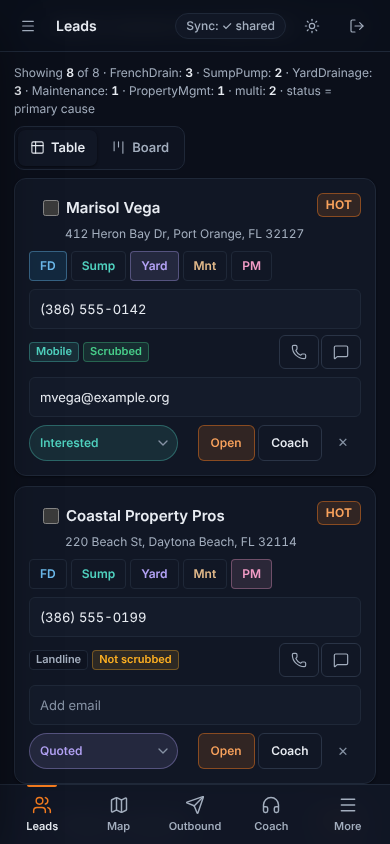 Leads
Sync: ✓ shared
Showing 8 of 8 · FrenchDrain: 3 · SumpPump: 2 · YardDrainage:
3 · Maintenance: 1 · PropertyMgmt: 1 · multi: 2 · status =
primary cause
Table
Board
Marisol Vega
HOT
412 Heron Bay Dr, Port Orange, FL 32127
FD Sump Yard Mnt PM
(386) 555-0142
Mobile Scrubbed
mvega@example.org
Interested
Open Coach ×
Coastal Property Pros
HOT
220 Beach St, Daytona Beach, FL 32114
FD Sump Yard Mnt PM
(386) 555-0199
Landline Not scrubbed
Add email
Quoted
Open Coach ×
Leads Map Outbound Coach More